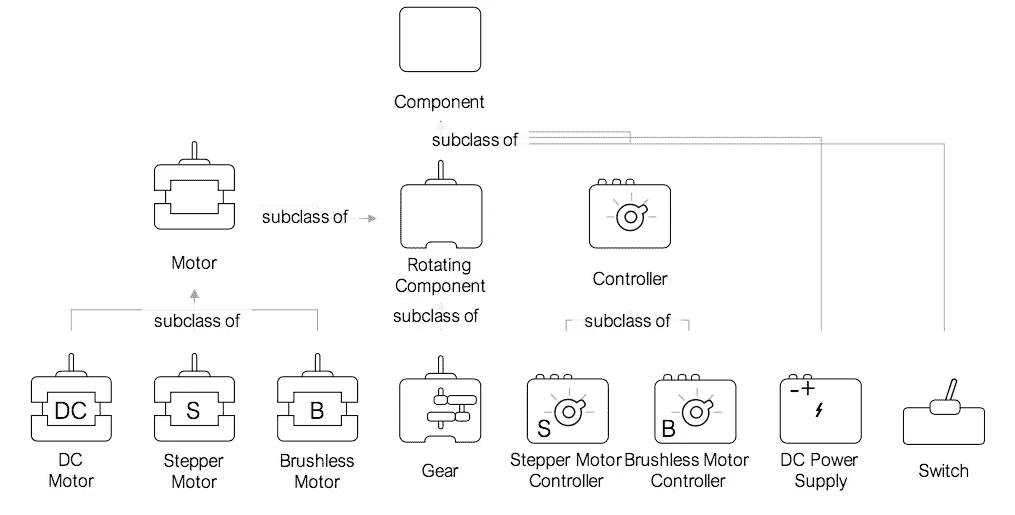 Component
subclass of
subclass of
Motor
Rotating
Component
Controller
subclass of
subclass of
subclass of
DC
S
B
S
B
-+
DC
Motor
Stepper
Motor
Brushless
Motor
Gear
Stepper Motor
Controller
Brushless Motor
Controller
DC Power
Supply
Switch